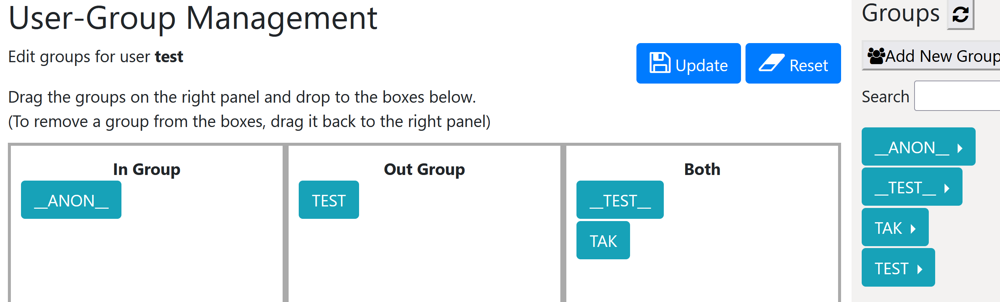 User-Group Management
Edit groups for user test
Update
Reset
Drag the groups on the right panel and drop to the boxes below.
(To remove a group from the boxes, drag it back to the right panel)
In Group
__ANON__
Out Group
TEST
Both
__TEST__
TAK
Groups
Add New Group
Search
__ANON__
__TEST__
TAK
TEST